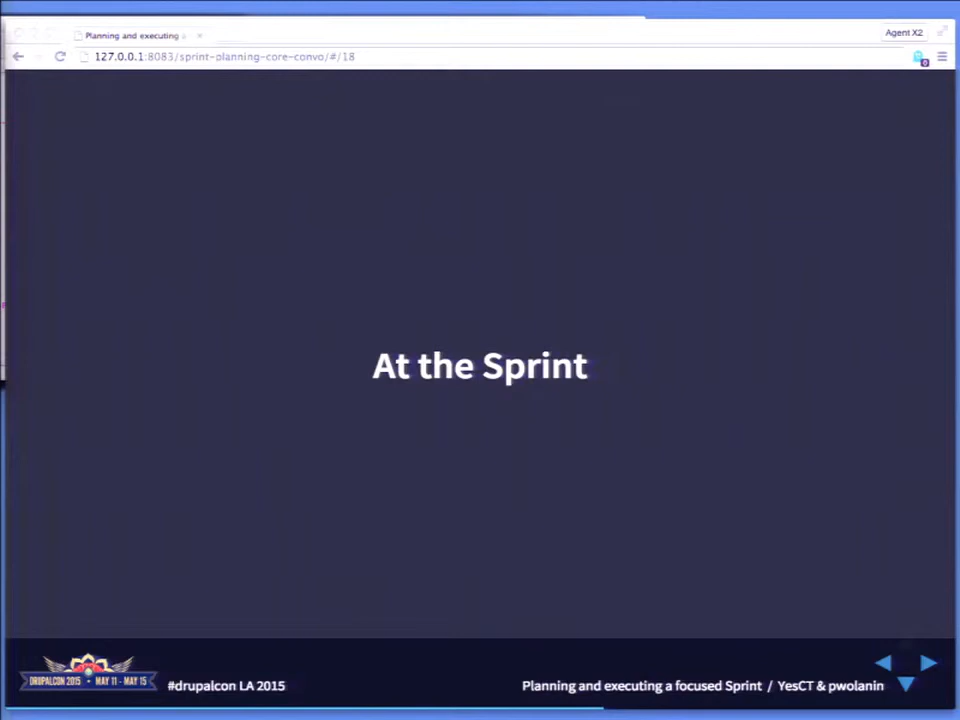 Planning and executing a
Agent X2
127.0.0.1:8083/sprint-planning-core-convo/#/18
At the Sprint
DRUPALCON 2015 • MAY 11 - MAY 15
#drupalcon LA 2015
Planning and executing a focused Sprint / YesCT & pwolanin